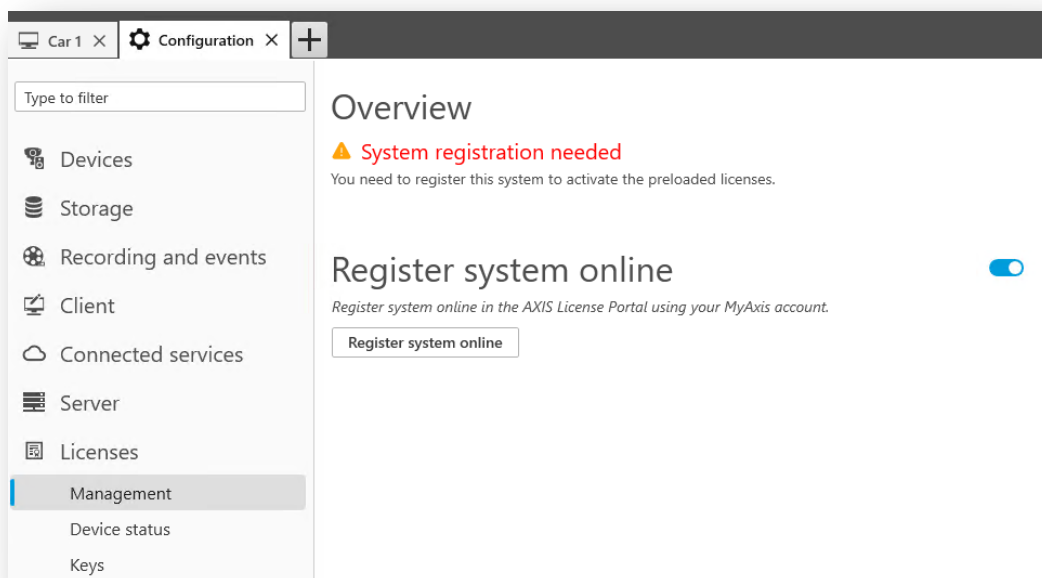 Car 1
Configuration
Type to filter
Devices
Storage
Recording and events
Client
Connected services
Server
Licenses
Management
Device status
Keys
Overview
System registration needed
You need to register this system to activate the preloaded licenses.
Register system online
Register system online in the AXIS License Portal using your MyAxis account.
Register system online